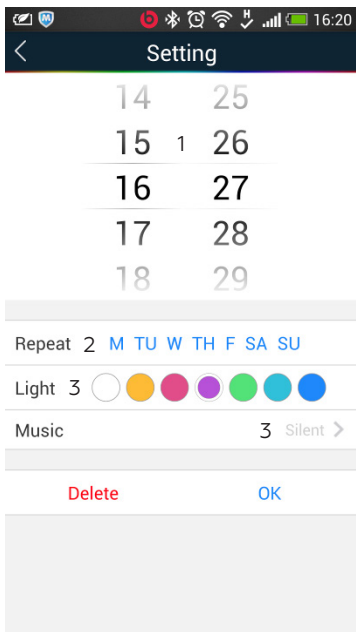 16:20
Setting
14 25
15 1 26
16 27
17 28
18 29
Repeat 2 M TU W TH F SA SU
Light 3
Music 3 Silent
Delete OK